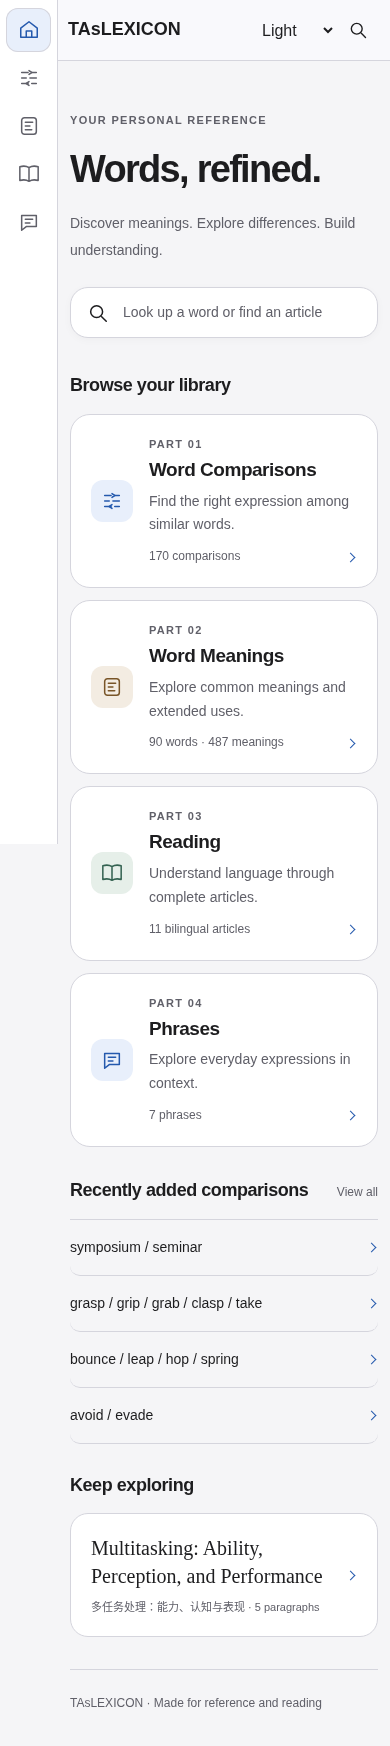 TAsLEXICON
Light
YOUR PERSONAL REFERENCE
Words, refined.
Discover meanings. Explore differences. Build
understanding.
Look up a word or find an article
Browse your library
PART 01
Word Comparisons
Find the right expression among
similar words.
170 comparisons
PART 02
Word Meanings
Explore common meanings and
extended uses.
90 words · 487 meanings
PART 03
Reading
Understand language through
complete articles.
11 bilingual articles
PART 04
Phrases
Explore everyday expressions in
context.
7 phrases
Recently added comparisons
View all
symposium / seminar
grasp / grip / grab / clasp / take
bounce / leap / hop / spring
avoid / evade
Keep exploring
Multitasking: Ability,
Perception, and Performance
多任务处理：能力、认知与表现 · 5 paragraphs
TAsLEXICON · Made for reference and reading